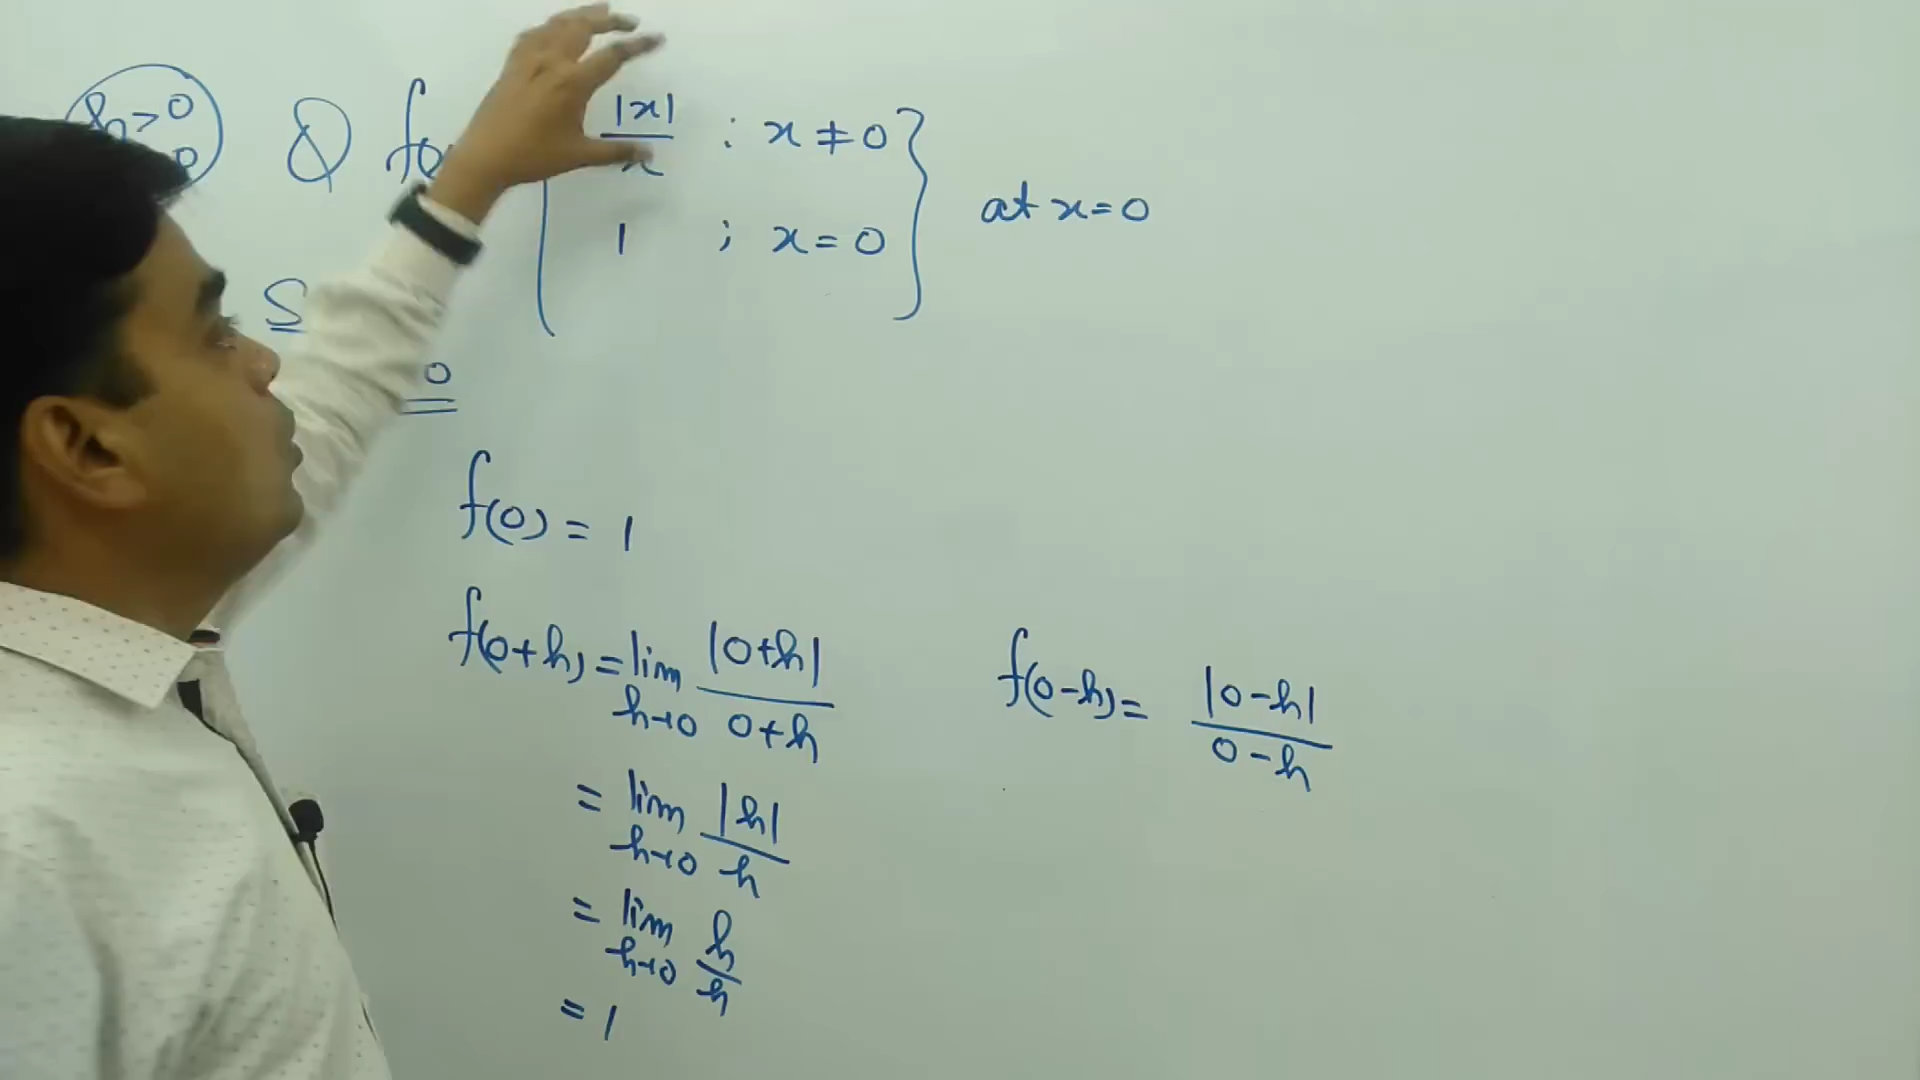 h>0
0
Q f(
|x|/x ; x ≠ 0
1 ; x = 0
at x=0
S
0
f(0) = 1
f(0+h) = lim h→0 |0+h|/0+h
= lim h→0 |h|/h
= lim h→0 h/h
= 1
f(0-h) = |0-h|/0-h